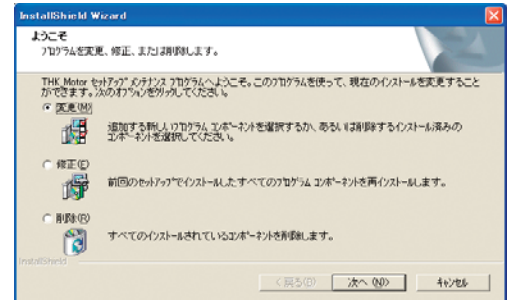 InstallShield Wizard
ようこそ
ﾌﾟﾛｸﾞﾗﾑを変更、修正、または削除します。
THK_Motor ｾｯﾄｱｯﾌﾟ ﾒﾝﾃﾅﾝｽ ﾌﾟﾛｸﾞﾗﾑへようこそ。このﾌﾟﾛｸﾞﾗﾑを使って、現在のｲﾝｽﾄｰﾙを変更すること
ができます。次のｵﾌﾟｼｮﾝをｸﾘｯｸしてください。
変更(M)
追加する新しいﾌﾟﾛｸﾞﾗﾑ ｺﾝﾎﾟｰﾈﾝﾄを選択するか、あるいは削除するｲﾝｽﾄｰﾙ済みの
ｺﾝﾎﾟｰﾈﾝﾄを選択してください。
修正(E)
前回のｾｯﾄｱｯﾌﾟでｲﾝｽﾄｰﾙしたすべてのﾌﾟﾛｸﾞﾗﾑ ｺﾝﾎﾟｰﾈﾝﾄを再ｲﾝｽﾄｰﾙします。
削除(R)
すべてのｲﾝｽﾄｰﾙされているｺﾝﾎﾟｰﾈﾝﾄを削除します。
InstallShield
< 戻る(B) 次へ (N)> ｷｬﾝｾﾙ